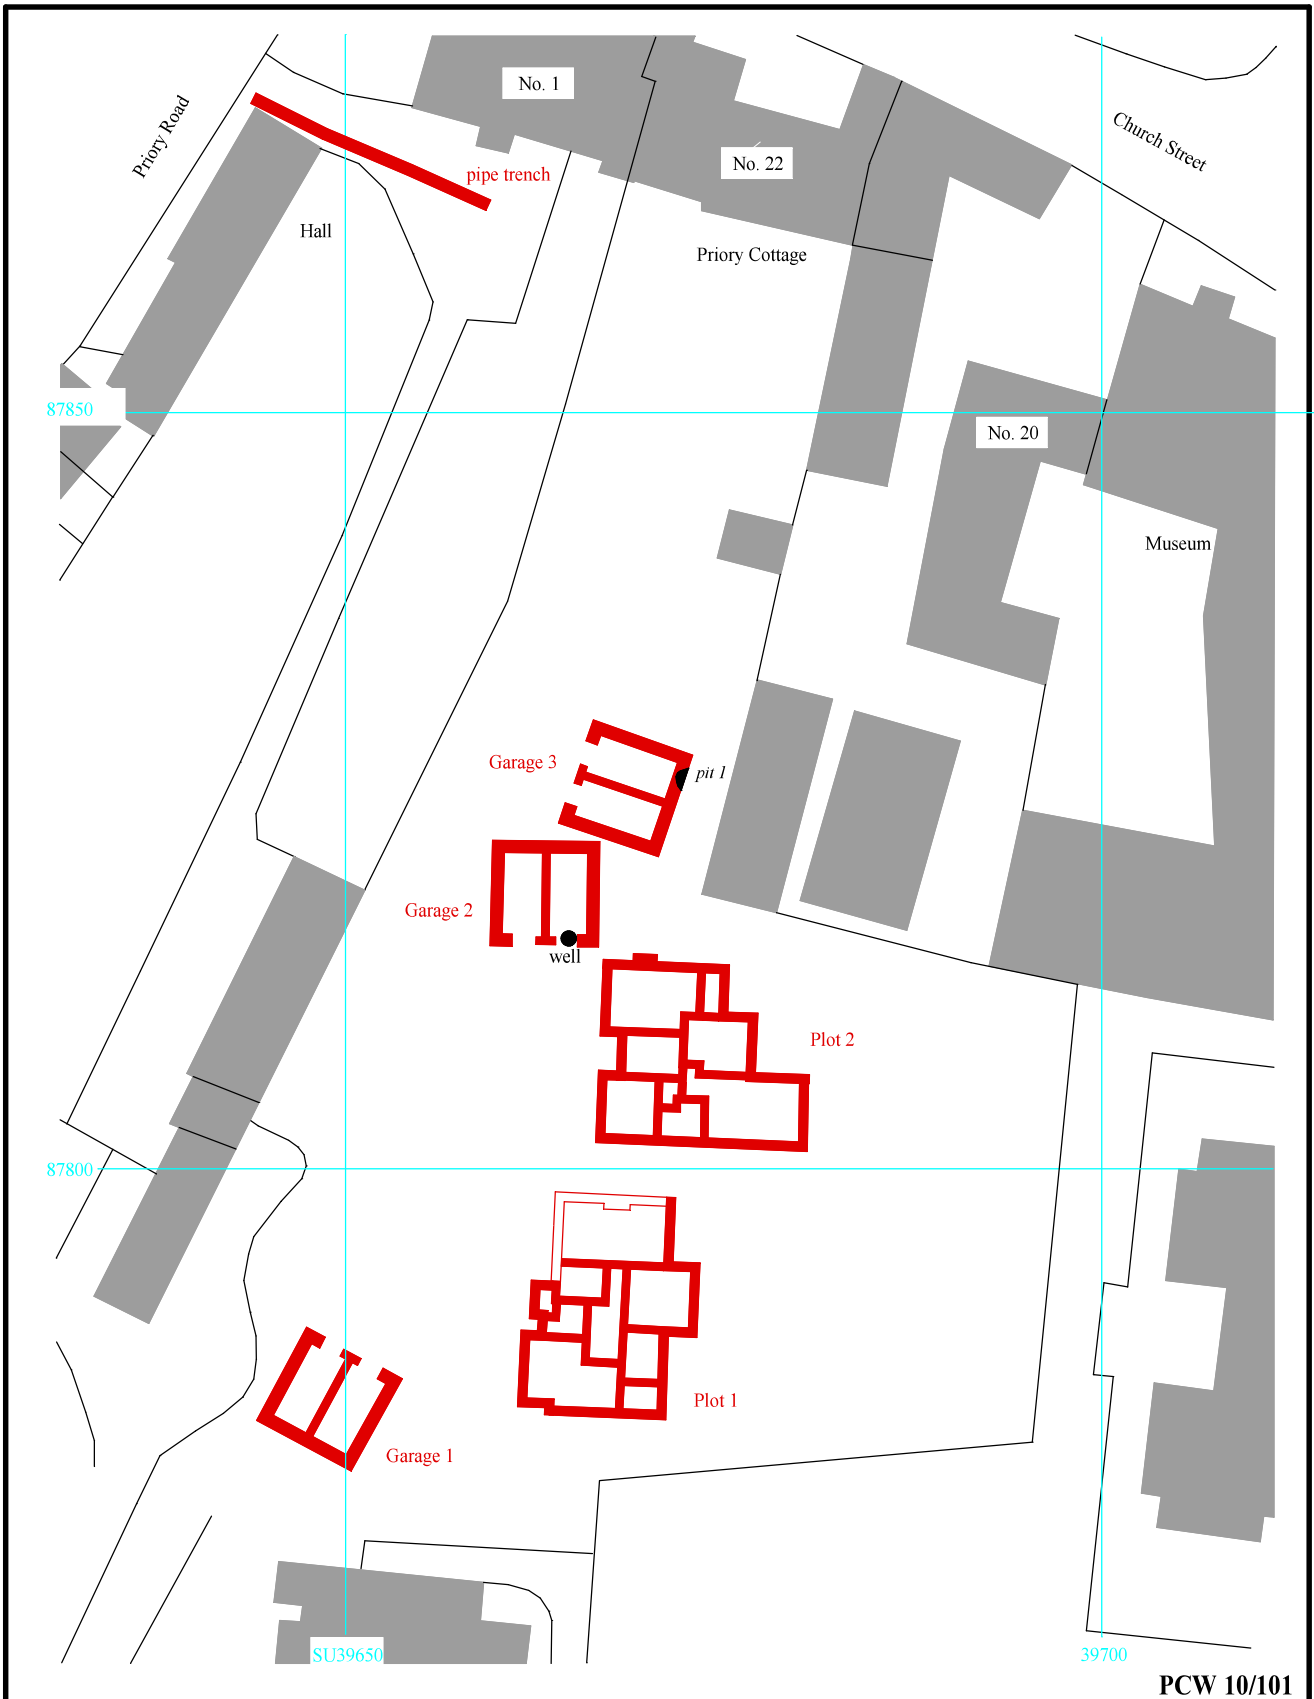 No. 1
Priory Road
Church Street
No. 22
pipe trench
Hall
Priory Cottage
87850
No. 20
Museum
Garage 3
pit 1
Garage 2
well
Plot 2
87800
Plot 1
Garage 1
SU39650
39700
PCW 10/101